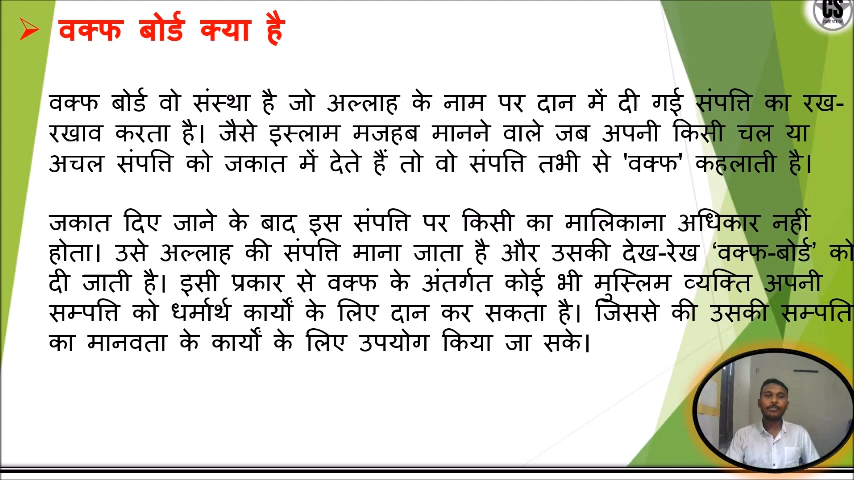 वक्फ बोर्ड क्या है
CS
वक्फ बोर्ड वो संस्था है जो अल्लाह के नाम पर दान में दी गई संपत्ति का रख-
रखाव करता है। जैसे इस्लाम मजहब मानने वाले जब अपनी किसी चल या
अचल संपत्ति को जकात में देते हैं तो वो संपत्ति तभी से 'वक्फ' कहलाती है।
जकात दिए जाने के बाद इस संपत्ति पर किसी का मालिकाना अधिकार नहीं
होता। उसे अल्लाह की संपत्ति माना जाता है और उसकी देख-रेख ‘वक्फ-बोर्ड’ को
दी जाती है। इसी प्रकार से वक्फ के अंतर्गत कोई भी मुस्लिम व्यक्ति अपनी
सम्पत्ति को धर्मार्थ कार्यों के लिए दान कर सकता है। जिससे की उसकी सम्पति
का मानवता के कार्यों के लिए उपयोग किया जा सके।